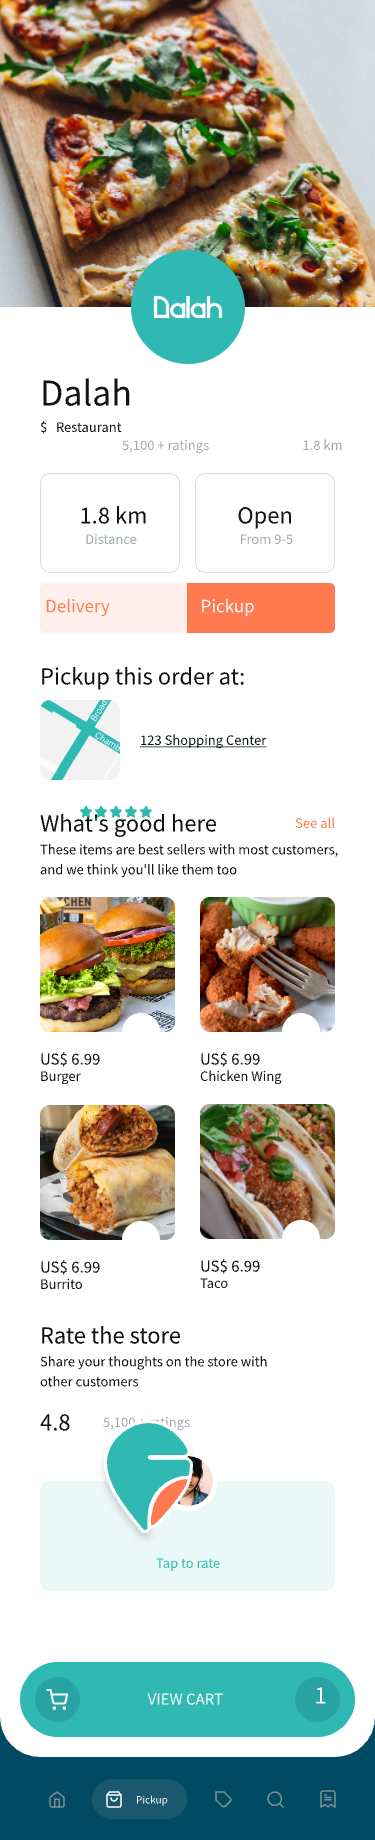 Dalah
Dalah
$ Restaurant
5,100 + ratings 1.8 km
1.8 km
Distance
Open
From 9-5
Delivery
Pickup
Pickup this order at:
123 Shopping Center
What's good here
See all
These items are best sellers with most customers,
and we think you'll like them too
US$ 6.99
Burger
US$ 6.99
Chicken Wing
US$ 6.99
Burrito
US$ 6.99
Taco
Rate the store
Share your thoughts on the store with
other customers
4.8
5,100 + ratings
Tap to rate
VIEW CART
1
Pickup